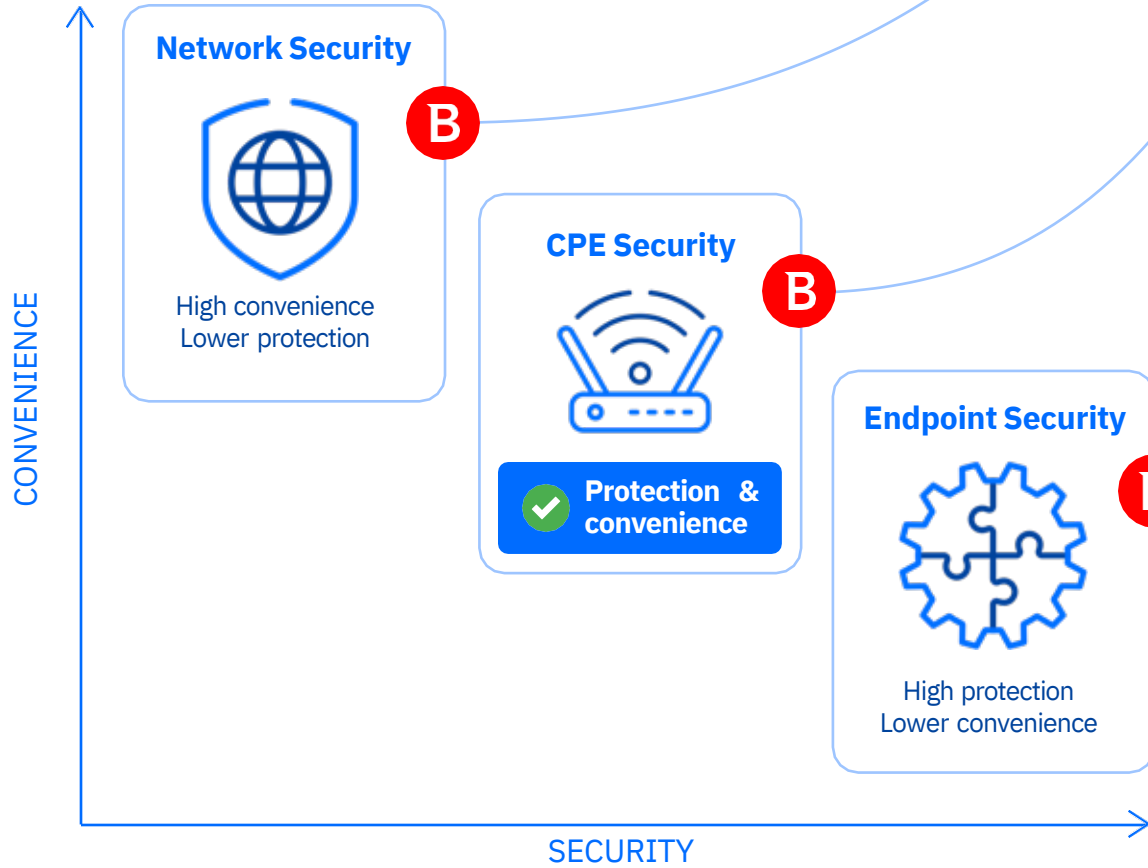 Network Security
B
High convenience
Lower protection
CPE Security
B
Protection &
convenience
Endpoint Security
High protection
Lower convenience
CONVENIENCE
SECURITY